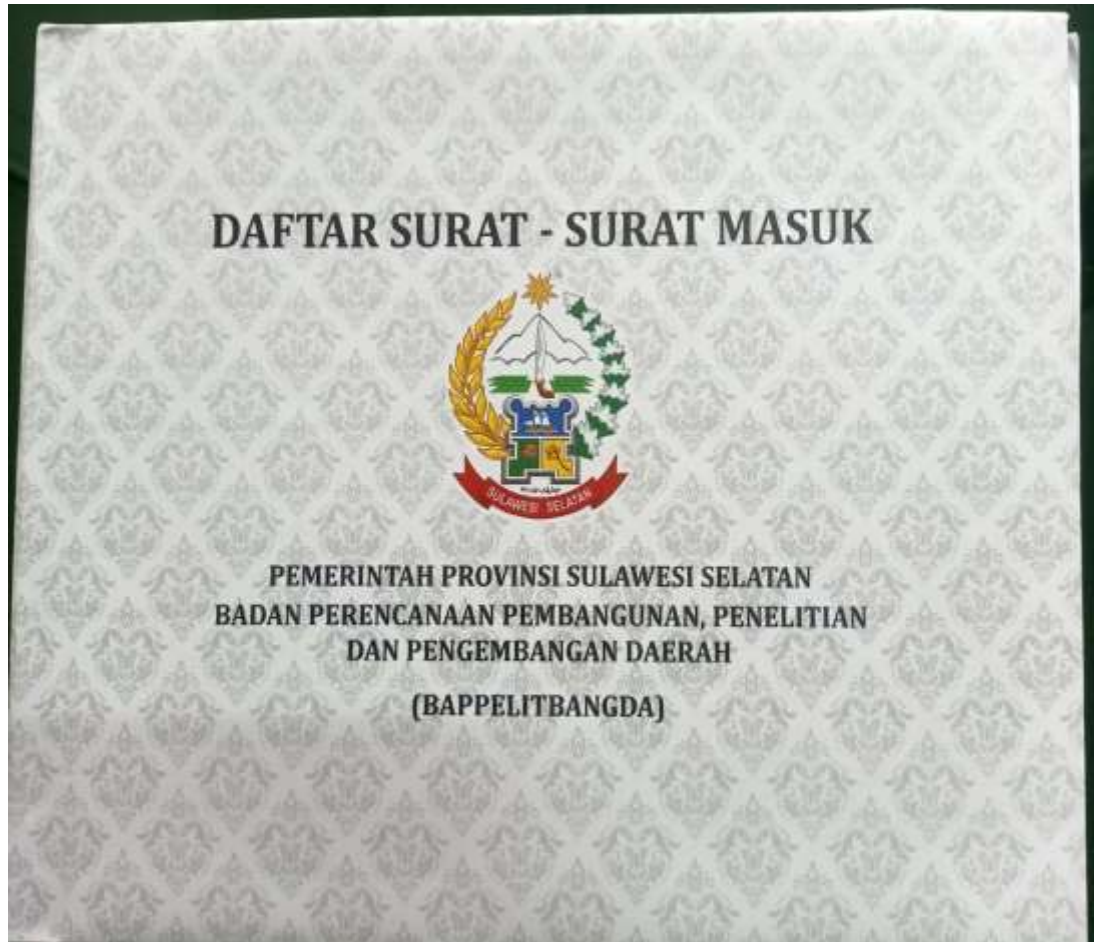 DAFTAR SURAT - SURAT MASUK
SULAWESI SELATAN
PEMERINTAH PROVINSI SULAWESI SELATAN
BADAN PERENCANAAN PEMBANGUNAN, PENELITIAN
DAN PENGEMBANGAN DAERAH
(BAPPELITBANGDA)